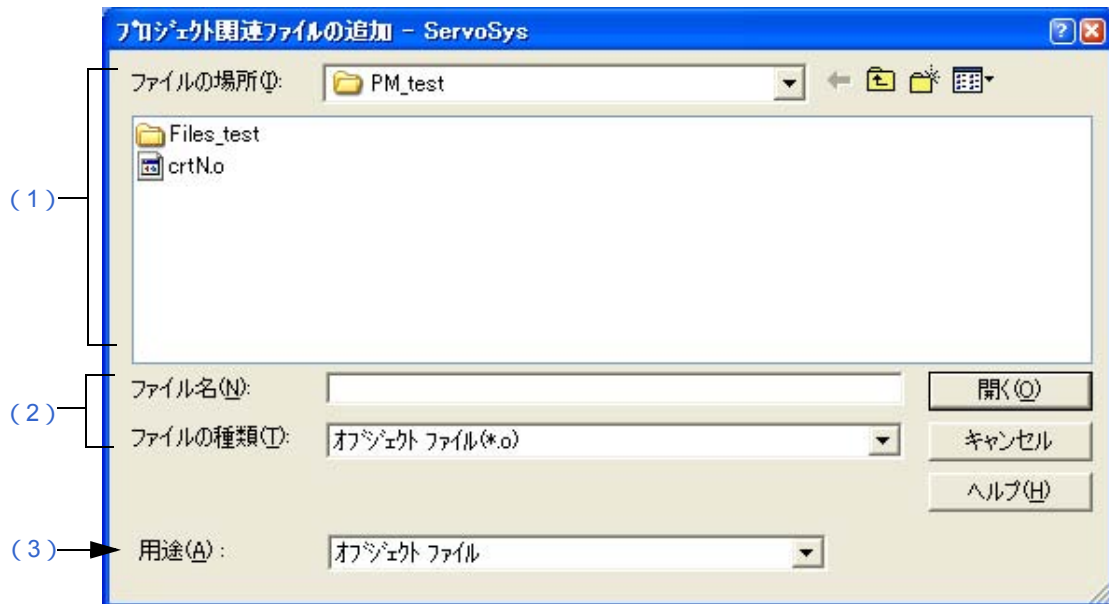 プロジェクト関連ファイルの追加 - ServoSys
(1)
ファイルの場所(I):
PM_test
Files_test
crtN.o
(2)
ファイル名(N):
開く(O)
ファイルの種類(T):
オブジェクト ファイル(*.o)
キャンセル
ヘルプ(H)
(3)
用途(A) :
オブジェクト ファイル